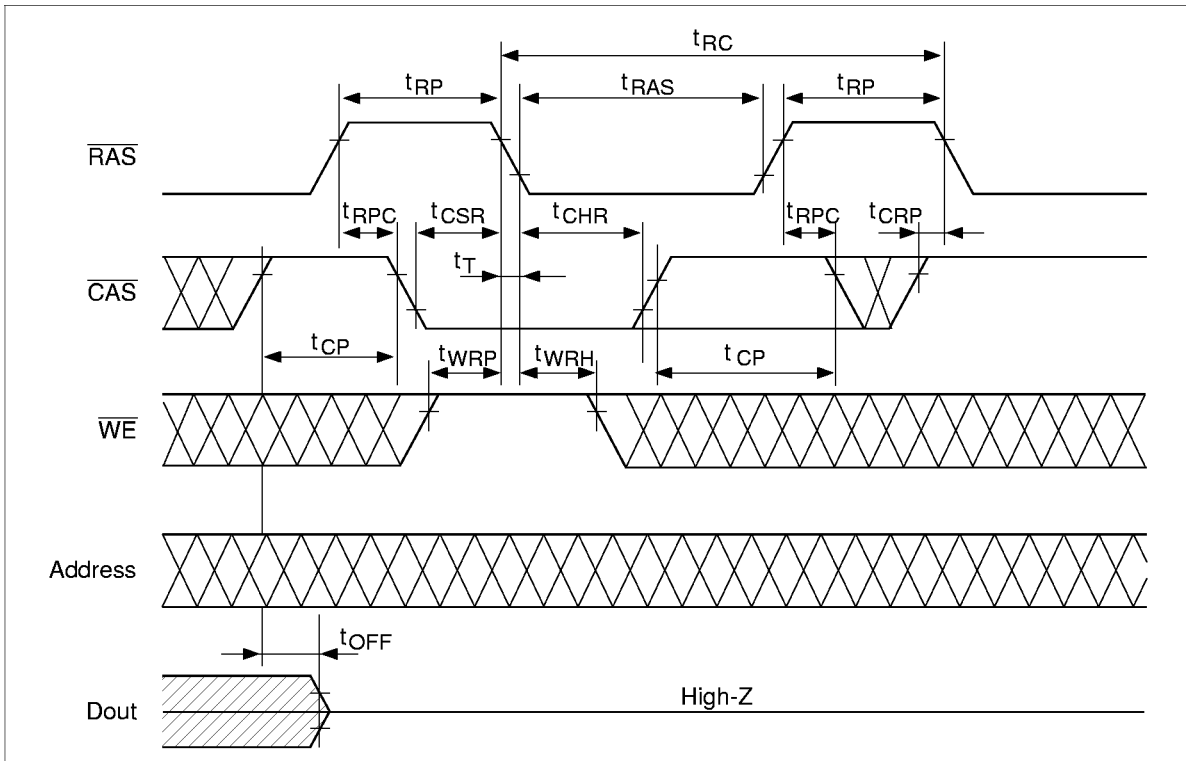 tRC
tRP
tRAS
tRP
RAS
tRPC
tCSR
tCHR
tRPC
tCRP
tT
CAS
tCP
tWRP
tWRH
tCP
WE
Address
tOFF
High-Z
Dout